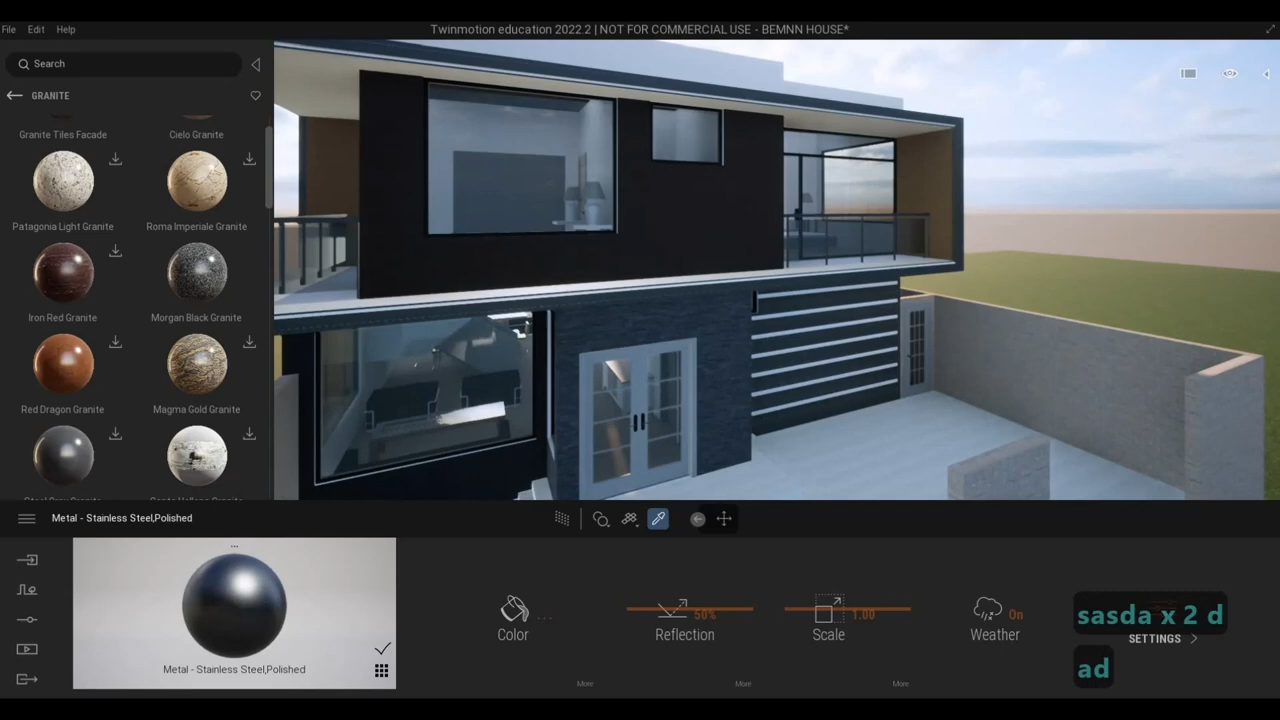 File Edit Help
Twinmotion education 2022.2 | NOT FOR COMMERCIAL USE - BEMNN HOUSE*
Search
GRANITE
Granite Tiles Facade
Cielo Granite
Patagonia Light Granite
Roma Imperiale Granite
Iron Red Granite
Morgan Black Granite
Red Dragon Granite
Magma Gold Granite
Metal - Stainless Steel,Polished
Metal - Stainless Steel,Polished
Color ...
Reflection 50%
Scale 1.00
Weather On
sasda x 2 d
SETTINGS
ad
More
More
More